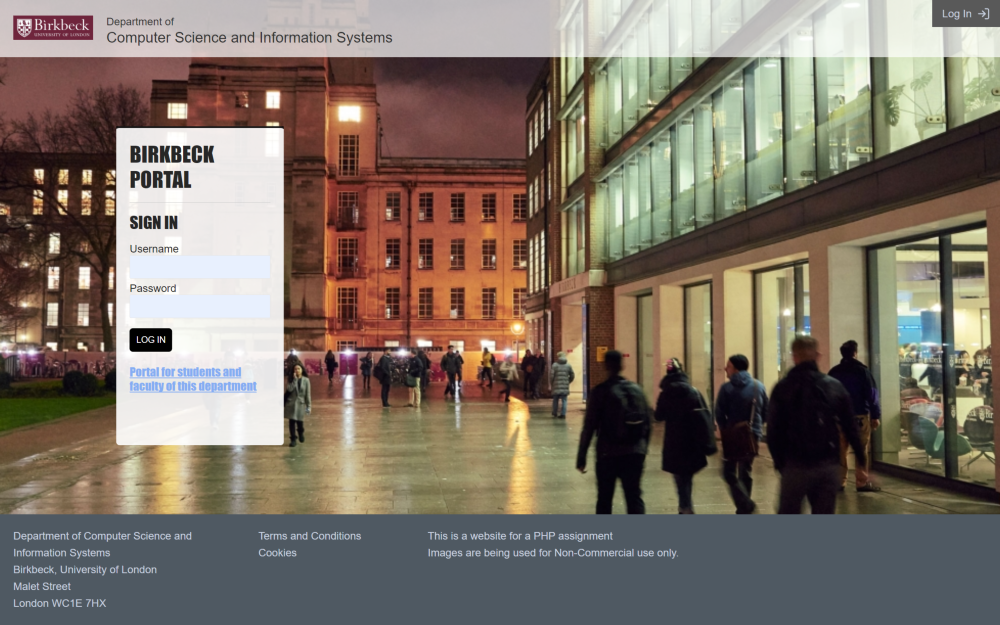 Birkbeck
UNIVERSITY OF LONDON
Department of
Computer Science and Information Systems
Log In
BIRKBECK
PORTAL
SIGN IN
Username
Password
LOG IN
Portal for students and
faculty of this department
Department of Computer Science and
Information Systems
Birkbeck, University of London
Malet Street
London WC1E 7HX
Terms and Conditions
Cookies
This is a website for a PHP assignment
Images are being used for Non-Commercial use only.